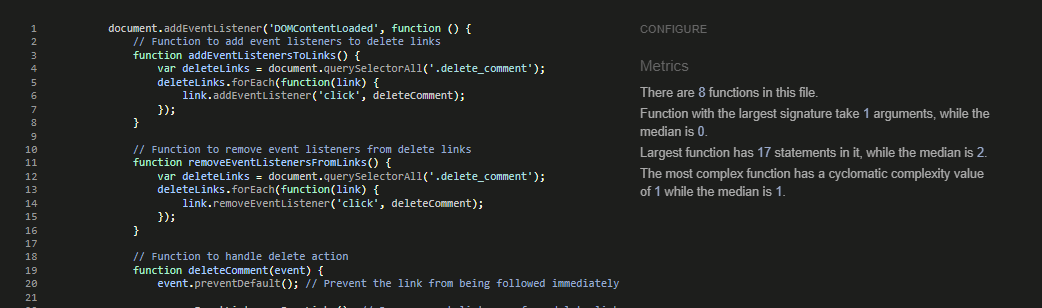 1 document.addEventListener('DOMContentLoaded', function () {
2 // Function to add event listeners to delete links
3 function addEventListenersToLinks() {
4 var deleteLinks = document.querySelectorAll('.delete_comment');
5 deleteLinks.forEach(function(link) {
6 link.addEventListener('click', deleteComment);
7 });
8 }
9
10 // Function to remove event listeners from delete links
11 function removeEventListenersFromLinks() {
12 var deleteLinks = document.querySelectorAll('.delete_comment');
13 deleteLinks.forEach(function(link) {
14 link.removeEventListener('click', deleteComment);
15 });
16 }
17
18 // Function to handle delete action
19 function deleteComment(event) {
20 event.preventDefault(); // Prevent the link from being followed immediately
21
CONFIGURE
Metrics
There are 8 functions in this file.
Function with the largest signature take 1 arguments, while the
median is 0.
Largest function has 17 statements in it, while the median is 2.
The most complex function has a cyclomatic complexity value
of 1 while the median is 1.